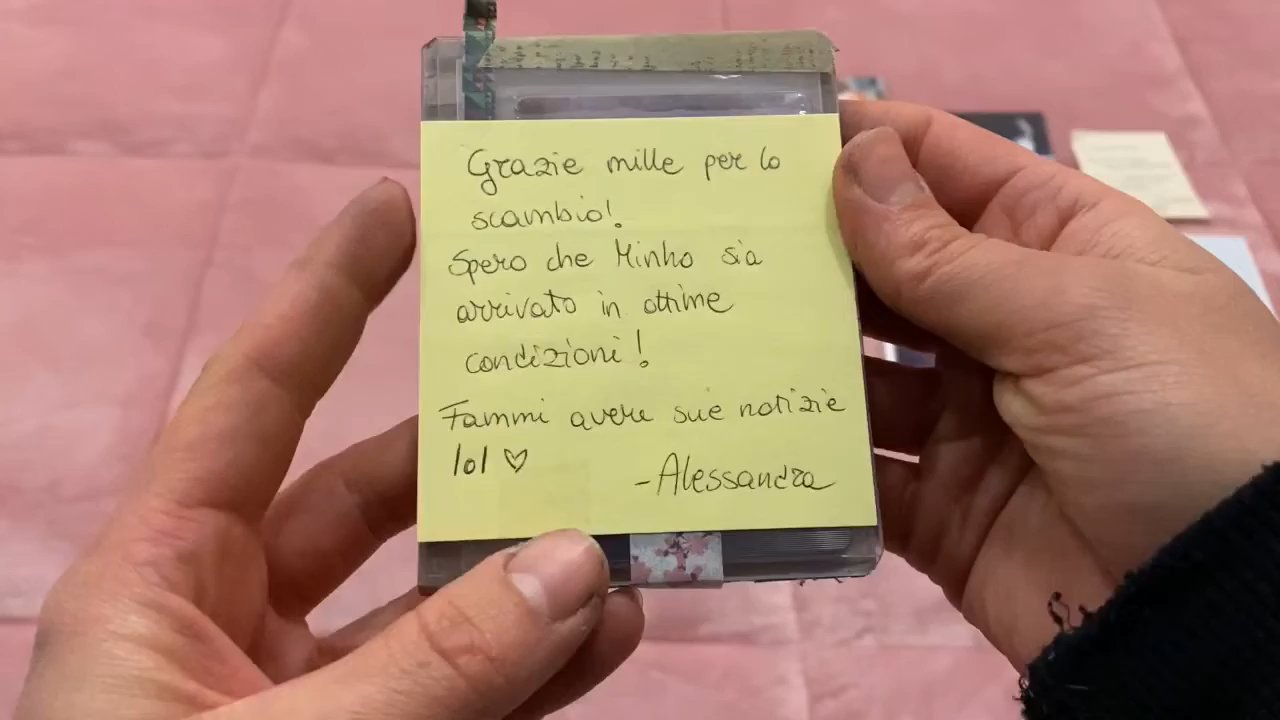 Grazie mille per lo
scambio!
Spero che Minho sia
arrivato in ottime
condizioni!
Fammi avere sue notizie
lol ♡
-Alessandra